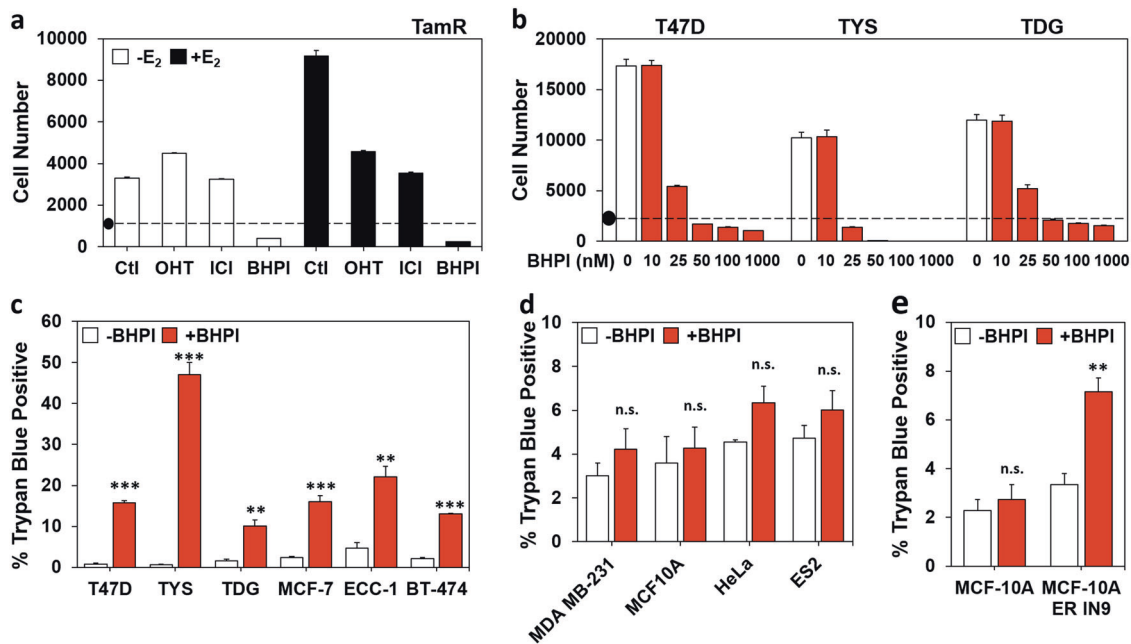 a
TamR
10000
8000
6000
4000
2000
0
Cell Number
-E₂ +E₂
Ctl OHT ICI BHPI Ctl OHT ICI BHPI
b
T47D TYS TDG
20000
15000
10000
5000
0
Cell Number
BHPI (nM) 0 10 25 50 100 1000 0 10 25 50 100 1000 0 10 25 50 100 1000
c
60
50
40
30
20
10
0
% Trypan Blue Positive
-BHPI +BHPI
*** *** ** *** ** ***
T47D TYS TDG MCF-7 ECC-1 BT-474
d
10
8
6
4
2
0
% Trypan Blue Positive
-BHPI +BHPI
n.s. n.s. n.s. n.s.
MDA MB-231 MCF10A HeLa ES2
e
10
8
6
4
2
0
% Trypan Blue Positive
-BHPI +BHPI
n.s. **
MCF-10A MCF-10A
ER IN9